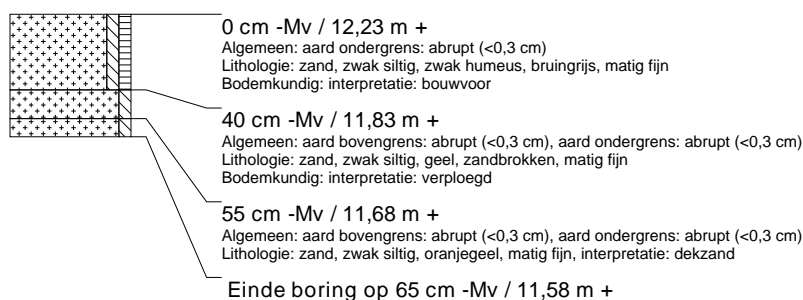 0 cm -Mv / 12,23 m +
Algemeen: aard ondergrens: abrupt (<0,3 cm)
Lithologie: zand, zwak siltig, zwak humeus, bruingrijs, matig fijn
Bodemkundig: interpretatie: bouwvoor
40 cm -Mv / 11,83 m +
Algemeen: aard bovengrens: abrupt (<0,3 cm), aard ondergrens: abrupt (<0,3 cm)
Lithologie: zand, zwak siltig, geel, zandbrokken, matig fijn
Bodemkundig: interpretatie: verploegd
55 cm -Mv / 11,68 m +
Algemeen: aard bovengrens: abrupt (<0,3 cm), aard ondergrens: abrupt (<0,3 cm)
Lithologie: zand, zwak siltig, oranjegeel, matig fijn, interpretatie: dekzand
Einde boring op 65 cm -Mv / 11,58 m +